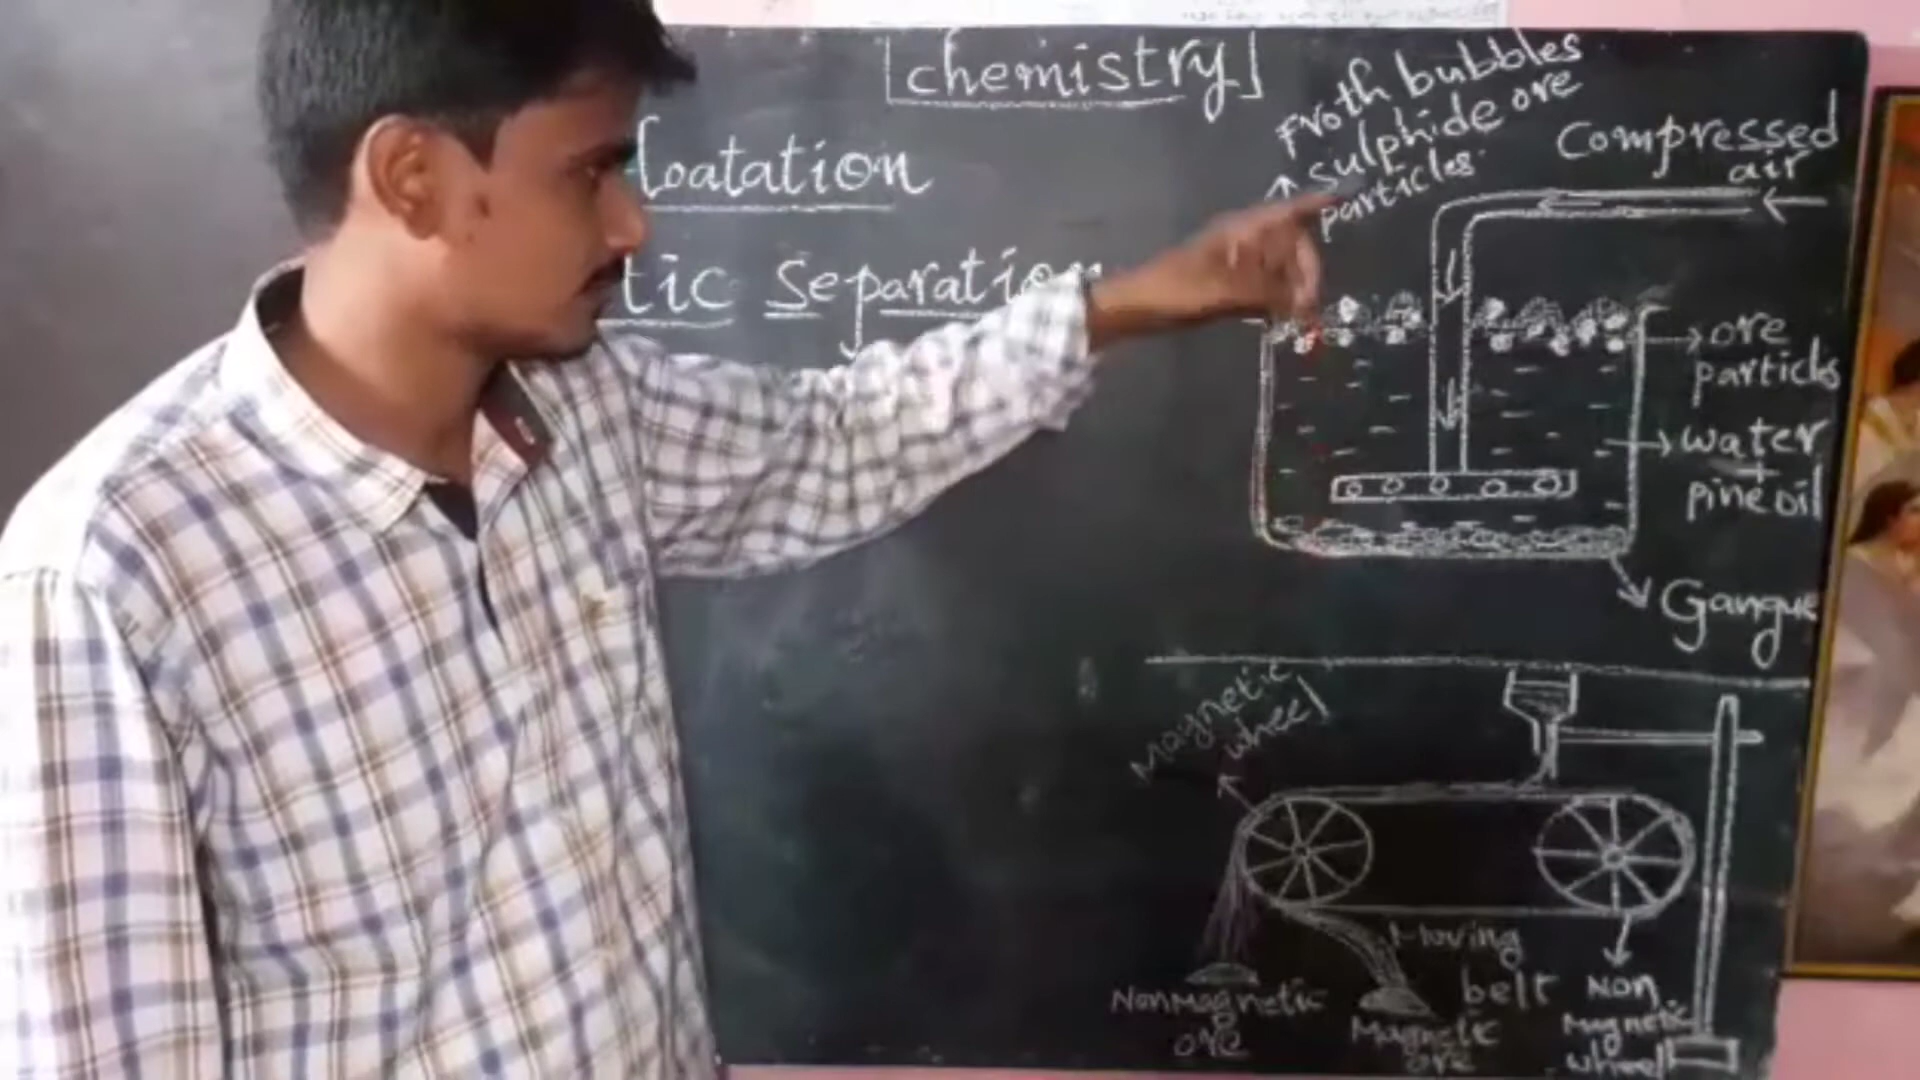 chemistry
loatation
tic Separation
Froth bubbles
sulphide ore
particles
Compressed
air
ore
particles
water
+
pine oil
Gangue
Magnetic
wheel
Moving
belt
NonMagnetic
ore
Magnetic
ore
Non
Magnetic
wheel